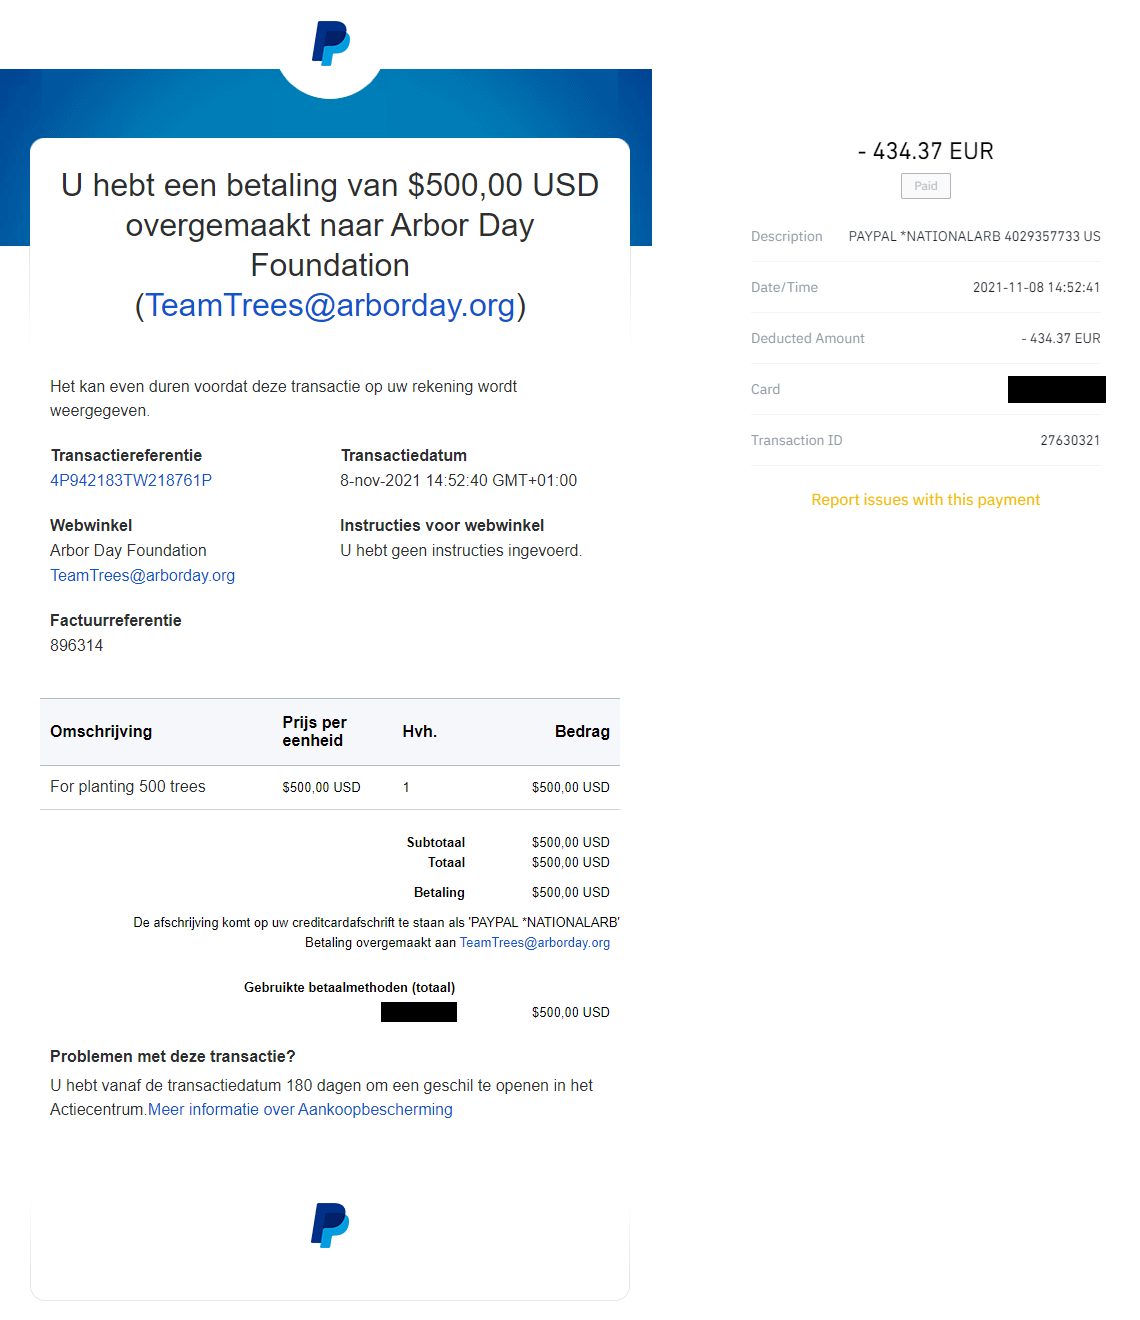 U hebt een betaling van $500,00 USD
overgemaakt naar Arbor Day
Foundation
(TeamTrees@arborday.org)
Het kan even duren voordat deze transactie op uw rekening wordt
weergegeven.
Transactiereferentie
4P942183TW218761P
Transactiedatum
8-nov-2021 14:52:40 GMT+01:00
Webwinkel
Arbor Day Foundation
TeamTrees@arborday.org
Instructies voor webwinkel
U hebt geen instructies ingevoerd.
Factuurreferentie
896314
Omschrijving Prijs per eenheid Hvh. Bedrag
For planting 500 trees $500,00 USD 1 $500,00 USD
Subtotaal $500,00 USD
Totaal $500,00 USD
Betaling $500,00 USD
De afschrijving komt op uw creditcardafschrift te staan als 'PAYPAL *NATIONALARB'
Betaling overgemaakt aan TeamTrees@arborday.org
Gebruikte betaalmethoden (totaal)
$500,00 USD
Problemen met deze transactie?
U hebt vanaf de transactiedatum 180 dagen om een geschil te openen in het
Actiecentrum.Meer informatie over Aankoopbescherming
- 434.37 EUR
Paid
Description PAYPAL *NATIONALARB 4029357733 US
Date/Time 2021-11-08 14:52:41
Deducted Amount - 434.37 EUR
Card
Transaction ID 27630321
Report issues with this payment